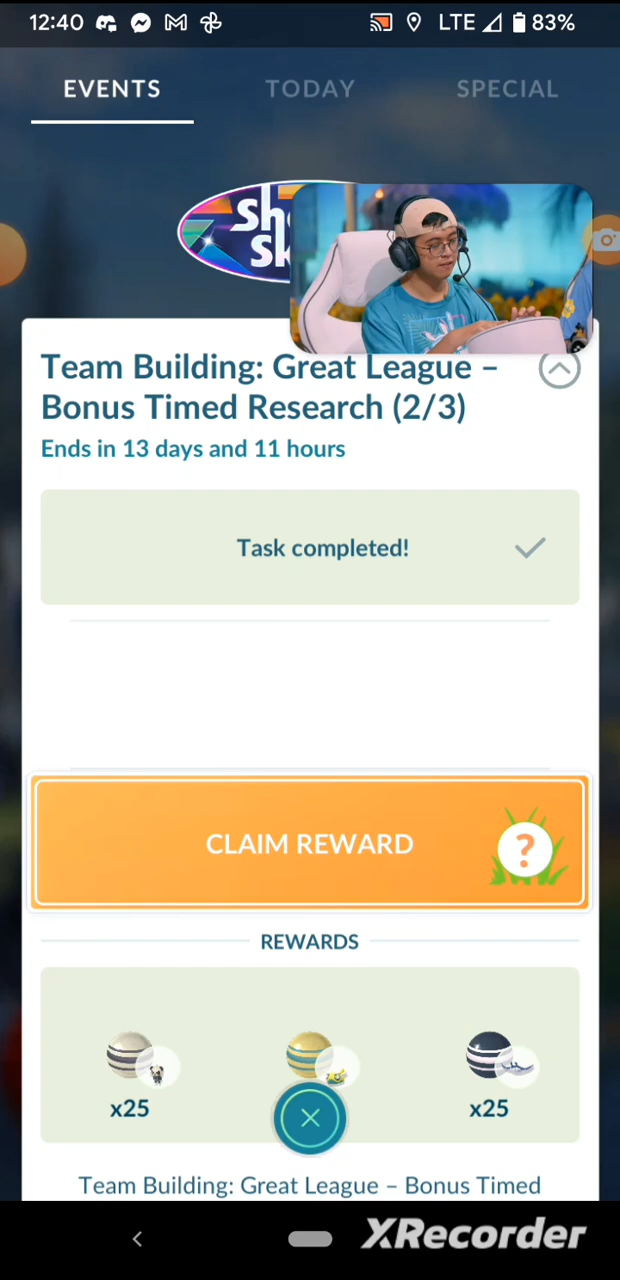 12:40 LTE 83%
EVENTS TODAY SPECIAL
Team Building: Great League –
Bonus Timed Research (2/3)
Ends in 13 days and 11 hours
Task completed!
CLAIM REWARD
?
REWARDS
x25
x25
Team Building: Great League – Bonus Timed
XRecorder